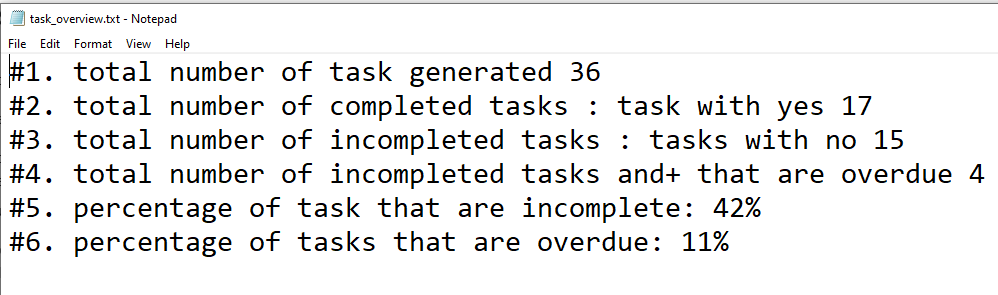 task_overview.txt - Notepad
File Edit Format View Help
#1. total number of task generated 36
#2. total number of completed tasks : task with yes 17
#3. total number of incompleted tasks : tasks with no 15
#4. total number of incompleted tasks and+ that are overdue 4
#5. percentage of task that are incomplete: 42%
#6. percentage of tasks that are overdue: 11%